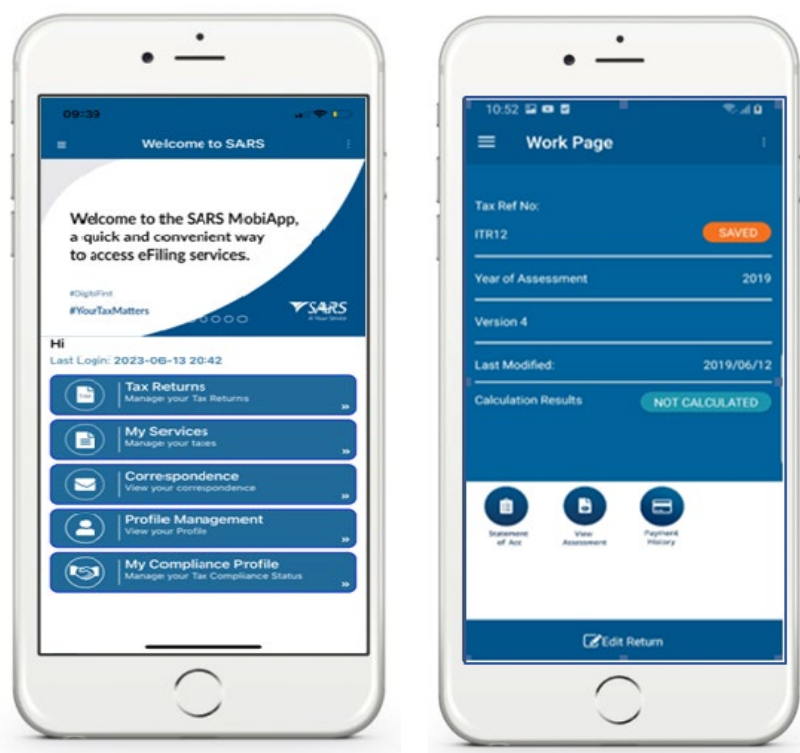 09:39
Welcome to SARS
Welcome to the SARS MobiApp,
a quick and convenient way
to access eFiling services.
#DigitiFirst
#YourTaxMatters
SARS
At Your Service
Hi
Last Login: 2023-06-13 20:42
Tax Returns
Manage your Tax Returns
My Services
Manage your taxes
Correspondence
View your correspondence
Profile Management
View your Profile
My Compliance Profile
Manage your Tax Compliance Status
10:52
Work Page
Tax Ref No:
ITR12 SAVED
Year of Assessment 2019
Version 4
Last Modified: 2019/06/12
Calculation Results NOT CALCULATED
Statement View Payment
of Acc Assessment History
Edit Return